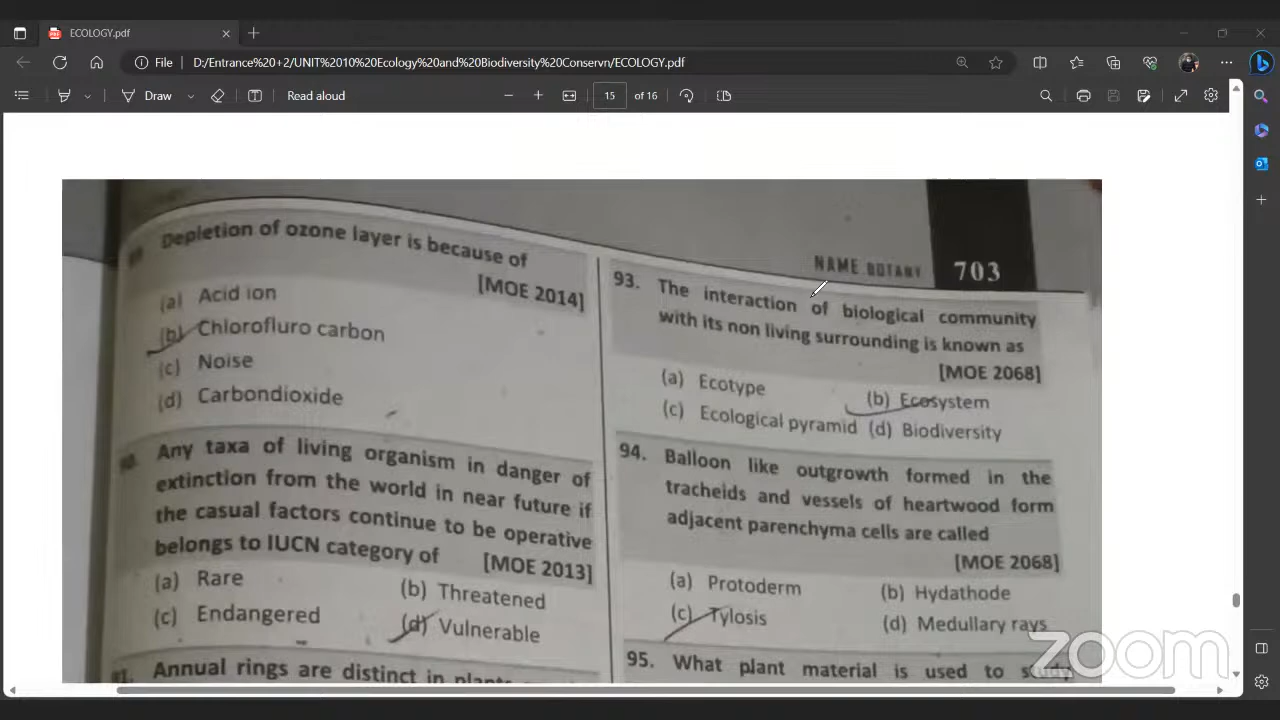 ECOLOGY.pdf
File
D:/Entrance%20+2/UNIT%2010%20Ecology%20and%20Biodiversity%20Conservn/ECOLOGY.pdf
Draw
Read aloud
15
of 16
NAME BOTANY 703
Depletion of ozone layer is because of
[MOE 2014]
(a) Acid ion
(b) Chlorofluro carbon
(c) Noise
(d) Carbondioxide
90. Any taxa of living organism in danger of
extinction from the world in near future if
the casual factors continue to be operative
belongs to IUCN category of [MOE 2013]
(a) Rare (b) Threatened
(c) Endangered (d) Vulnerable
Annual rings are distinct in plants
93. The interaction of biological community
with its non living surrounding is known as
[MOE 2068]
(a) Ecotype (b) Ecosystem
(c) Ecological pyramid (d) Biodiversity
94. Balloon like outgrowth formed in the
tracheids and vessels of heartwood form
adjacent parenchyma cells are called
[MOE 2068]
(a) Protoderm (b) Hydathode
(c) Tylosis (d) Medullary rays
95. What plant material is used to study
zoom